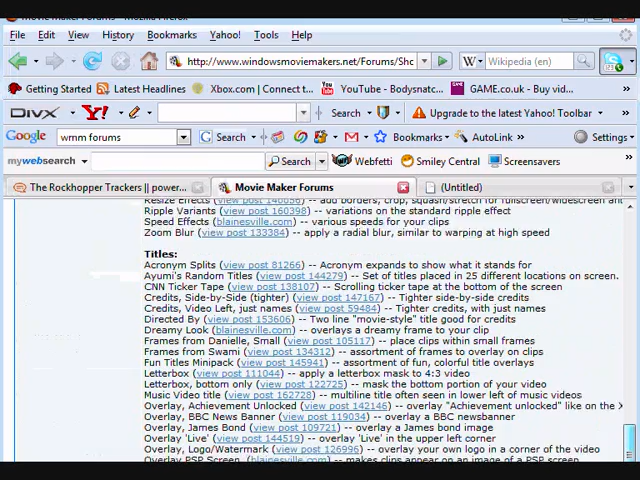 File Edit View History Bookmarks Yahoo! Tools Help
http://www.windowsmoviemakers.net/Forums/Shc W Wikipedia (en)
Getting Started Latest Headlines Xbox.com | Connect t... YouTube - Bodysnatc... GAME.co.uk - Buy vid...
DIVX Y! Search Upgrade to the latest Yahoo! Toolbar
Google wmm forums G Search Bookmarks AutoLink Settings
mywebsearch Search Webfetti Smiley Central Screensavers
The Rockhopper Trackers || power... Movie Maker Forums (Untitled)
Ripple Variants (view post 160398) -- variations on the standard ripple effect
Speed Effects (blainesville.com) -- various speeds for your clips
Zoom Blur (view post 133384) -- apply a radial blur, similar to warping at high speed
Titles:
Acronym Splits (view post 81266) -- Acronym expands to show what it stands for
Ayumi's Random Titles (view post 144279) -- Set of titles placed in 25 different locations on screen.
CNN Ticker Tape (view post 138107) -- Scrolling ticker tape at the bottom of the screen
Credits, Side-by-Side (tighter) (view post 147167) -- Tighter side-by-side credits
Credits, Video Left, just names (view post 59484) -- Tighter credits, with just names
Directed By (view post 153606) -- Two line "movie-style" title good for credits
Dreamy Look (blainesville.com) -- overlays a dreamy frame to your clip
Frames from Danielle, Small (view post 105117) -- place clips within small frames
Frames from Swami (view post 134312) -- assortment of frames to overlay on clips
Fun Titles Minipack (view post 145941) -- assortment of fun, colorful title overlays
Letterbox (view post 111044) -- apply a letterbox mask to 4:3 video
Letterbox, bottom only (view post 122725) -- mask the bottom portion of your video
Music Video title (view post 162728) -- multiline title often seen in lower left of music videos
Overlay, Achievement Unlocked (view post 142146) -- overlay "Achievement unlocked" like on the X
Overlay, BBC News Banner (view post 119034) -- overlay a BBC newsbanner
Overlay, James Bond (view post 109721) -- overlay a James bond image
Overlay 'Live' (view post 144519) -- overlay 'Live' in the upper left corner
Overlay, Logo/Watermark (view post 126996) -- overlay your own logo in a corner of the video
Overlay PSP Screen (blainesville.com) -- makes clips appear on an image of a PSP screen